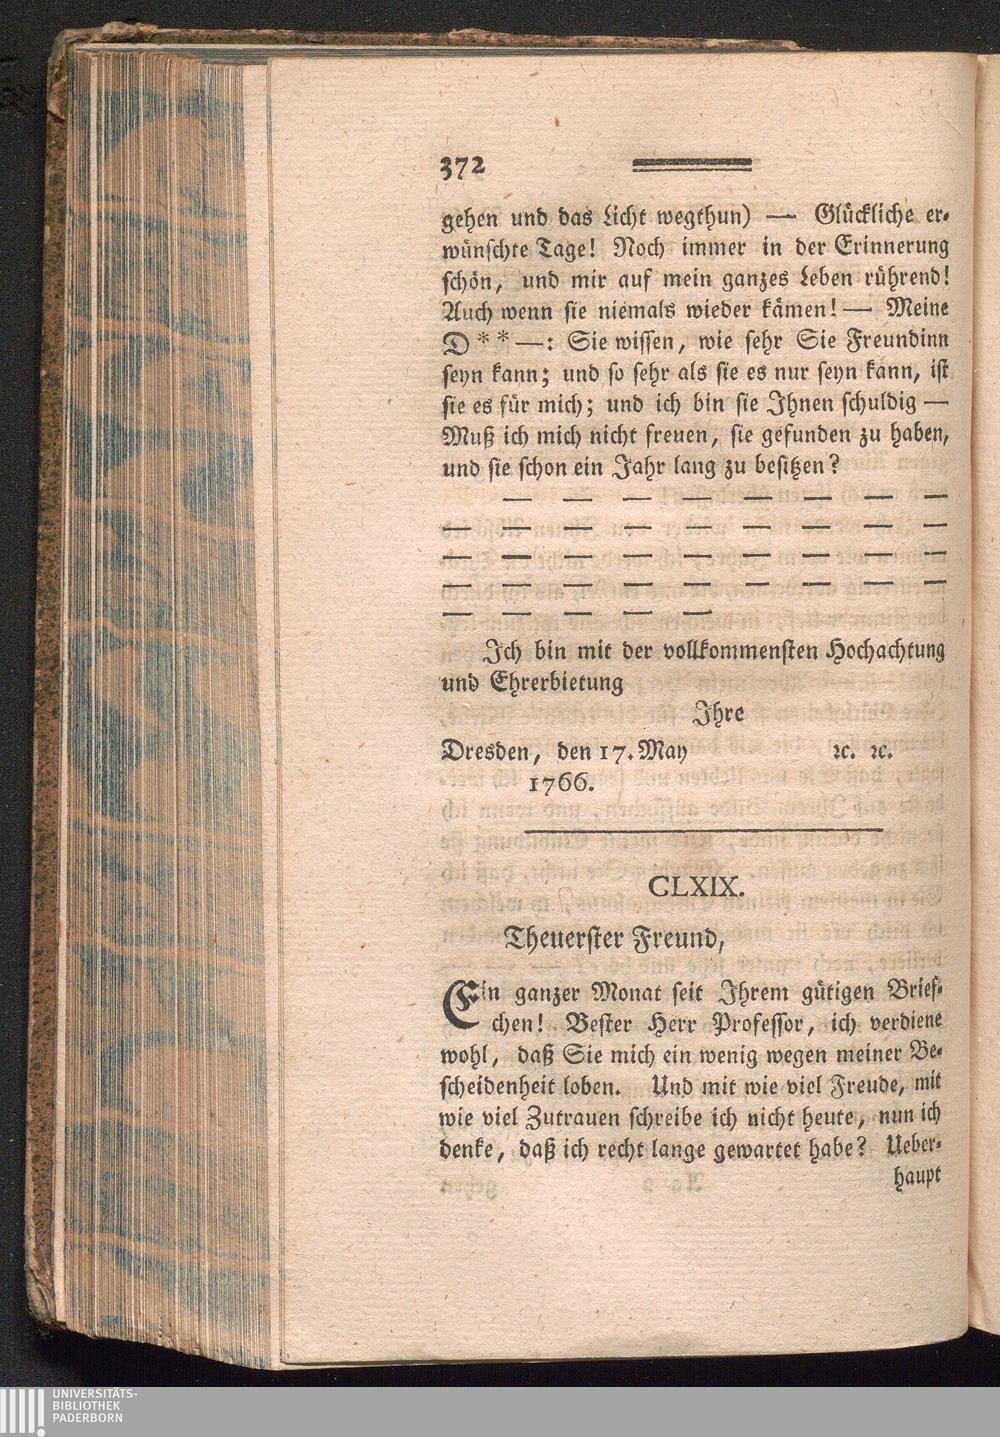 372
gehen und das Licht wegthun) — Glückliche er-
wünschte Tage! Noch immer in der Erinnerung
schön, und mir auf mein ganzes Leben rührend!
Auch wenn sie niemals wieder kämen! — Meine
D * * —: Sie wissen, wie sehr Sie Freundinn
seyn kann; und so sehr als sie es nur seyn kann, ist
sie es für mich; und ich bin sie Ihnen schuldig —
Muß ich mich nicht freuen, sie gefunden zu haben,
und sie schon ein Jahr lang zu besitzen?
— — — — — — — —
— — — — — — — — —
— — — — — — — — —
— — — — — — — — —
— — — — —
Ich bin mit der vollkommensten Hochachtung
und Ehrerbietung
Ihre
Dresden, den 17. May ꝛc. ꝛc.
1766.
CLXIX.
Theuerster Freund,
Ein ganzer Monat seit Ihrem gütigen Brief-
chen! Bester Herr Professor, ich verdiene
wohl, daß Sie mich ein wenig wegen meiner Be-
scheidenheit loben. Und mit wie viel Freude, mit
wie viel Zutrauen schreibe ich nicht heute, nun ich
denke, daß ich recht lange gewartet habe? Ueber-
haupt
UNIVERSITÄTS-
BIBLIOTHEK
PADERBORN